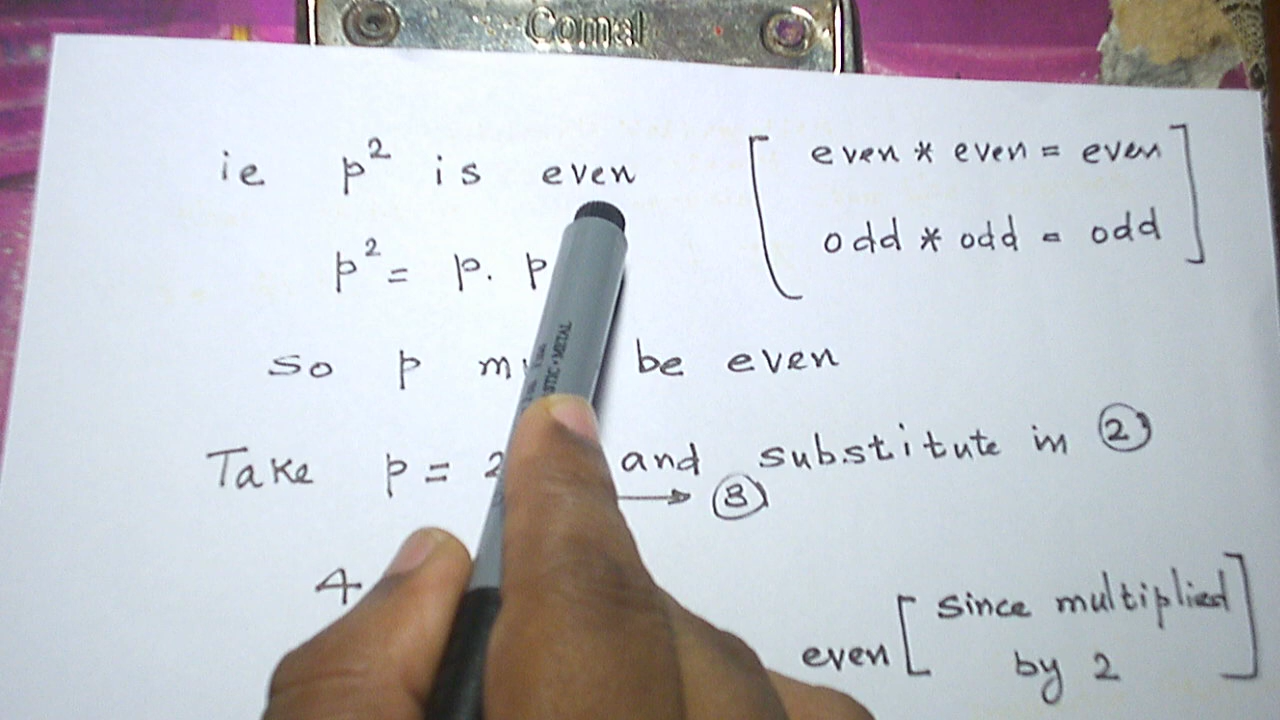 Comal
ie p² is even [ even * even = even
odd * odd = odd ]
p² = p. p
so p be even
Take p = 2 and substitute in ②
→ ③
4
even [ since multiplied
by 2 ]